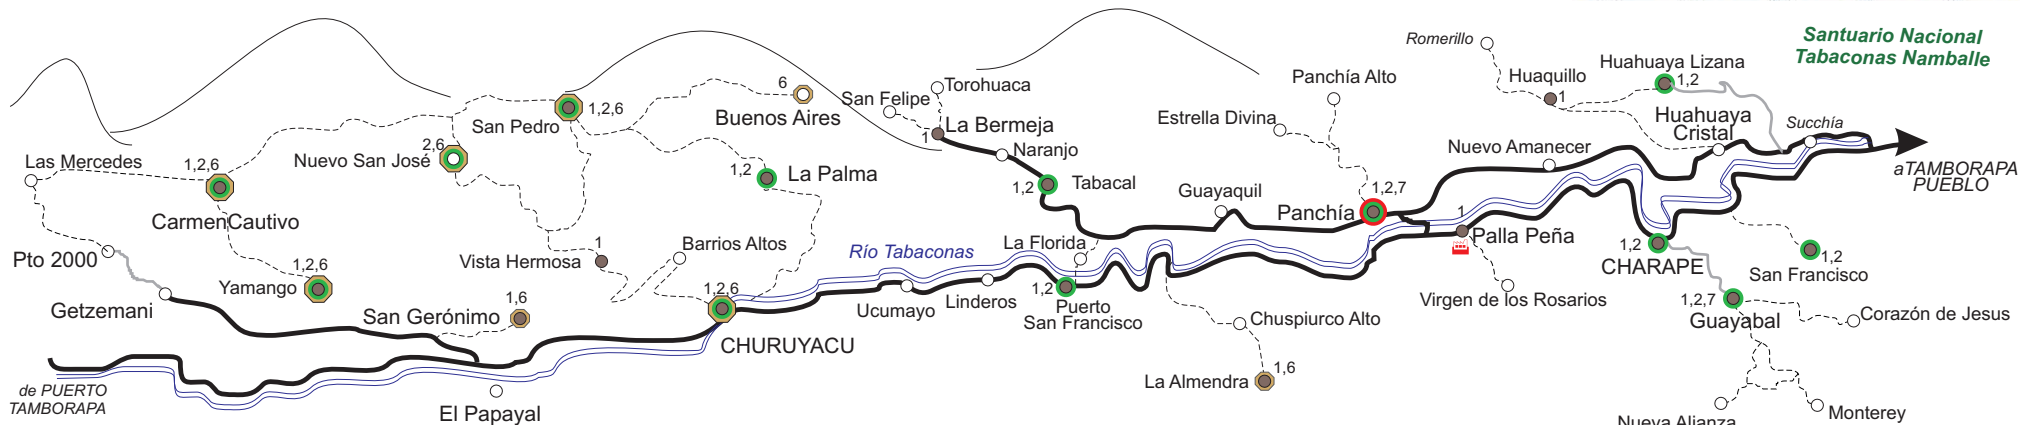 Santuario Nacional
Tabaconas Namballe
Romerillo
Huahuaya Lizana
1,2
Huaquillo
1
Panchía Alto
Torohuaca
San Felipe
6
Buenos Aires
1,2,6
San Pedro
Estrella Divina
La Bermeja
1
Naranjo
Huahuaya
Cristal
Succhía
Nuevo Amanecer
aTAMBORAPA
PUEBLO
2,6
Nuevo San José
Las Mercedes
1,2,6
CarmenCautivo
1,2
La Palma
1,2
Tabacal
Guayaquil
1,2,7
Panchía
1
Palla Peña
Pto 2000
Getzemani
1,2,6
Yamango
Vista Hermosa
1
Barrios Altos
Río Tabaconas
La Florida
1,2
CHARAPE
1,2
San Francisco
1,2,6
CHURUYACU
Ucumayo
Linderos
1,2
Puerto
San Francisco
Virgen de los Rosarios
1,2,7
Guayabal
Corazón de Jesus
San Gerónimo
1,6
Chuspiurco Alto
La Almendra
1,6
de PUERTO
TAMBORAPA
El Papayal
Nueva Alianza
Monterey